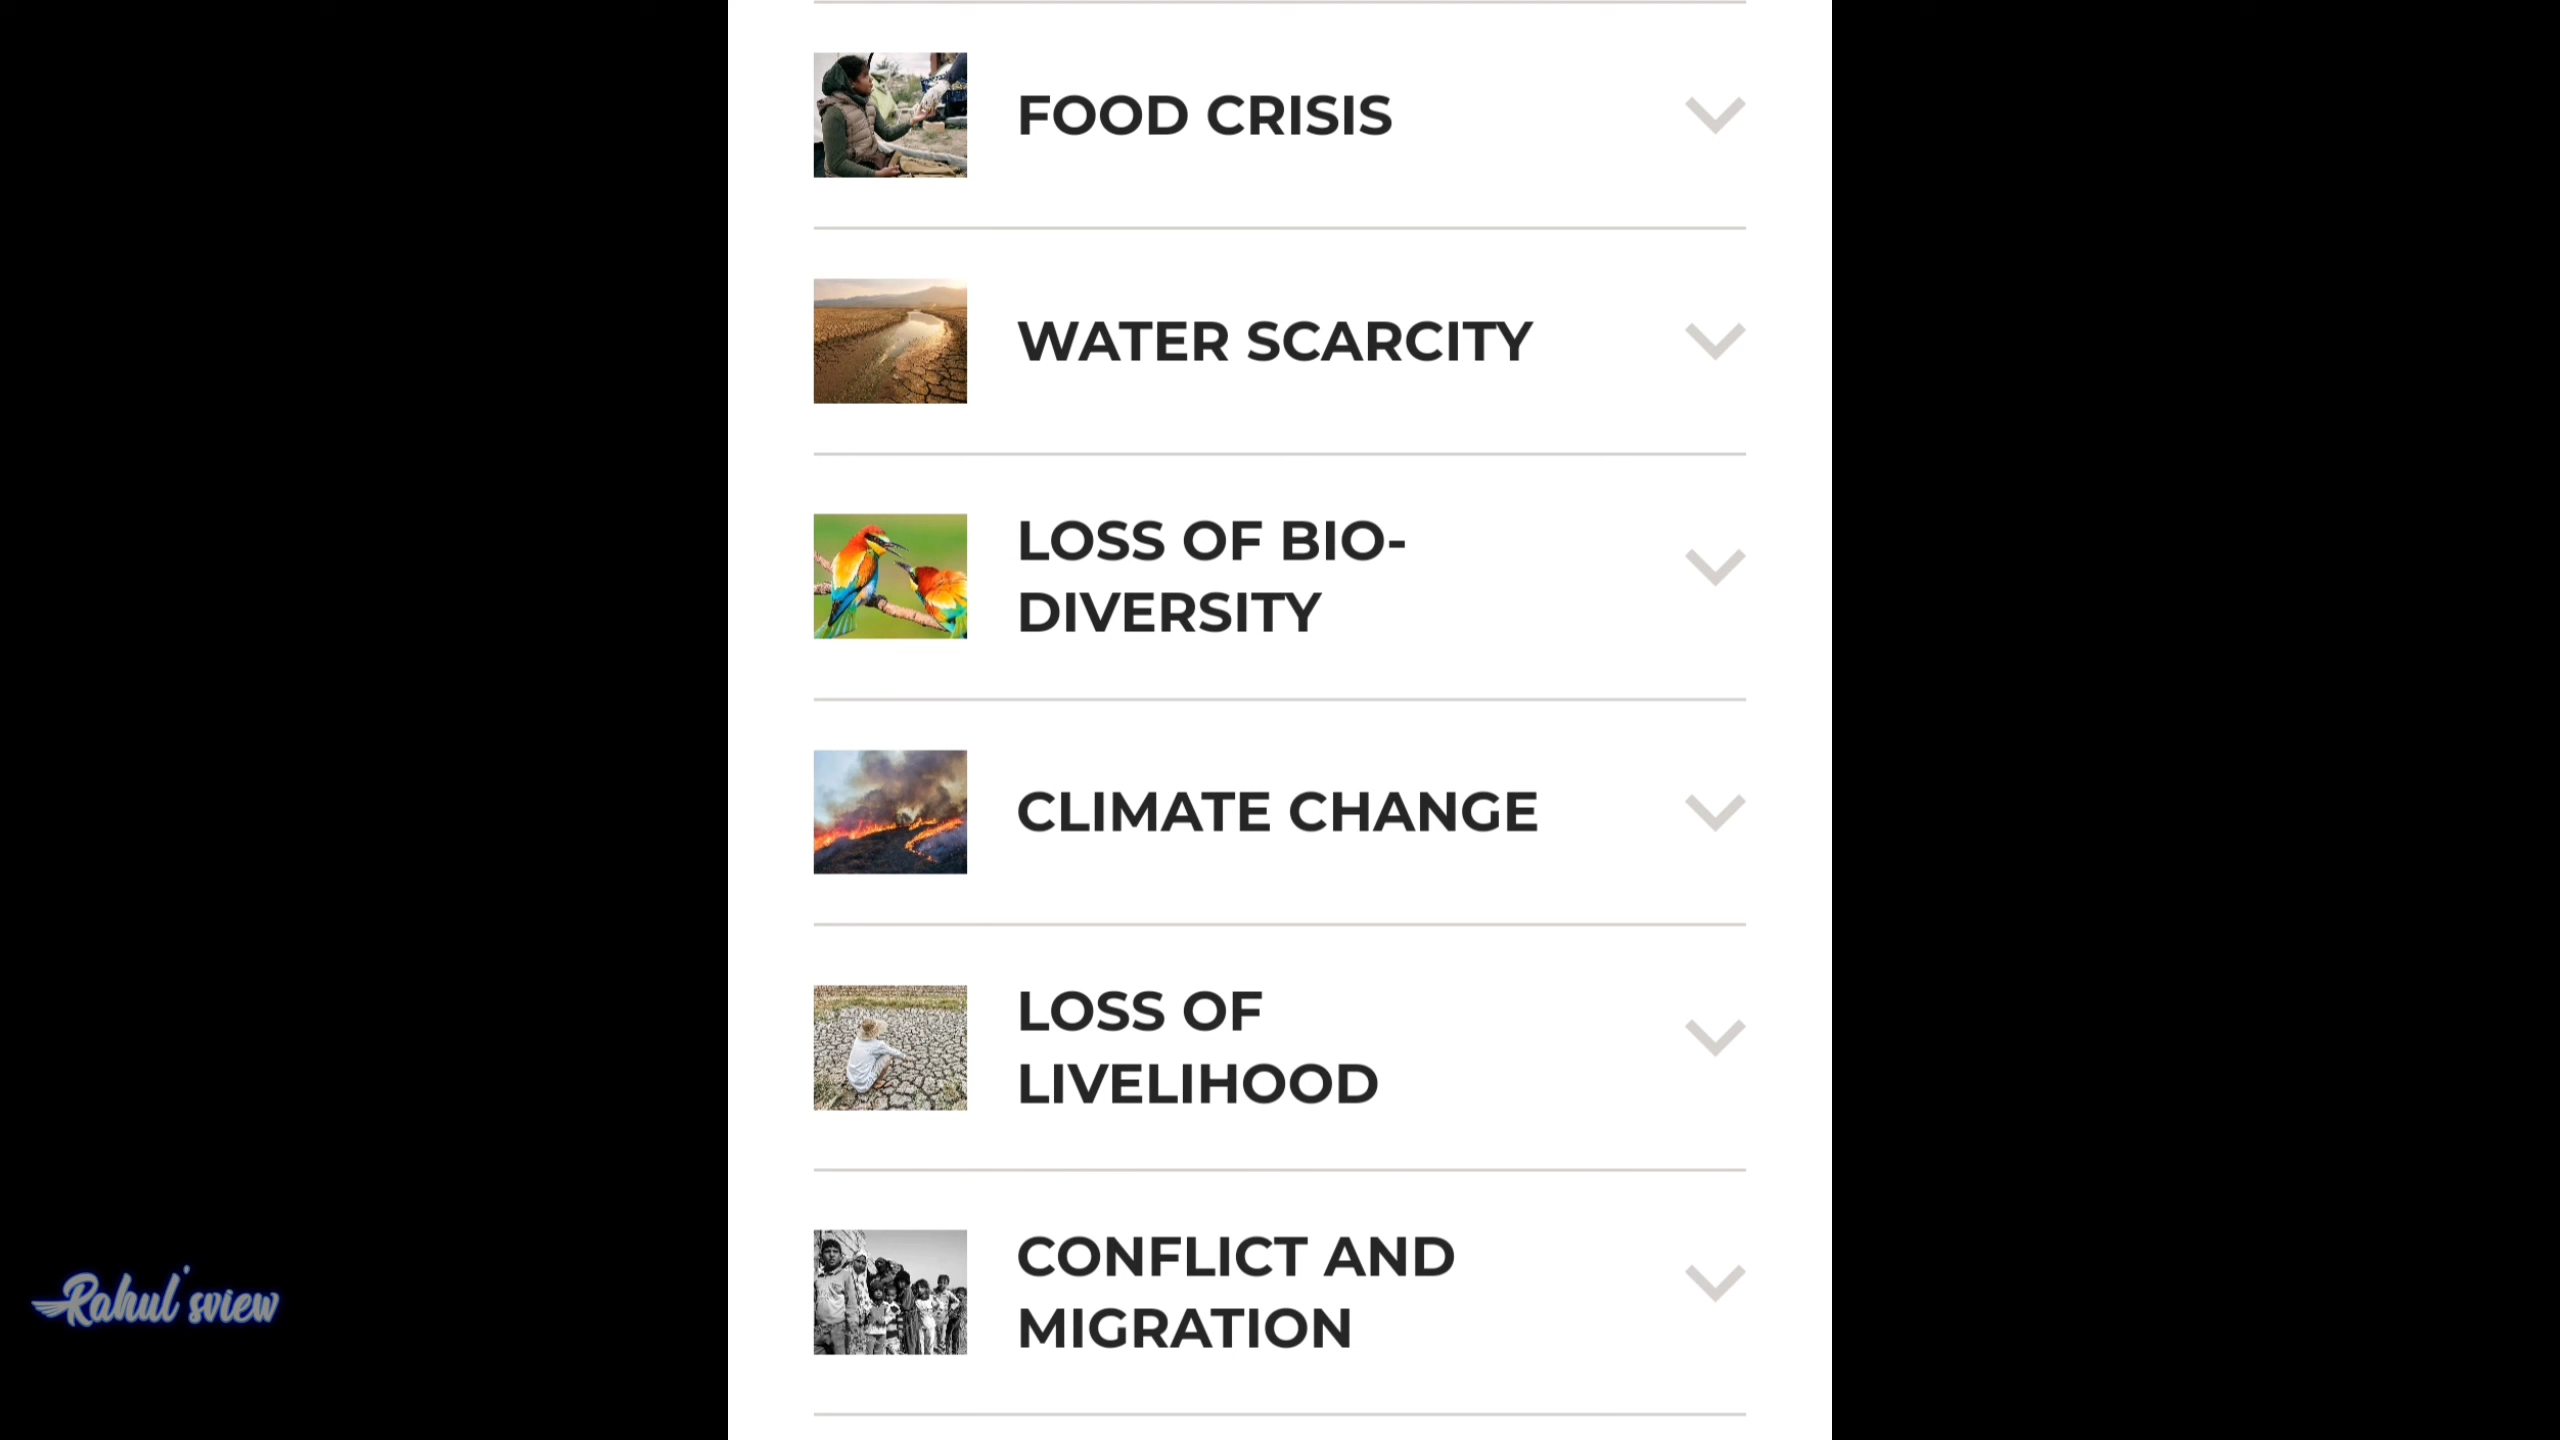 FOOD CRISIS
WATER SCARCITY
LOSS OF BIO-
DIVERSITY
CLIMATE CHANGE
LOSS OF
LIVELIHOOD
CONFLICT AND
MIGRATION
Rahul'sview